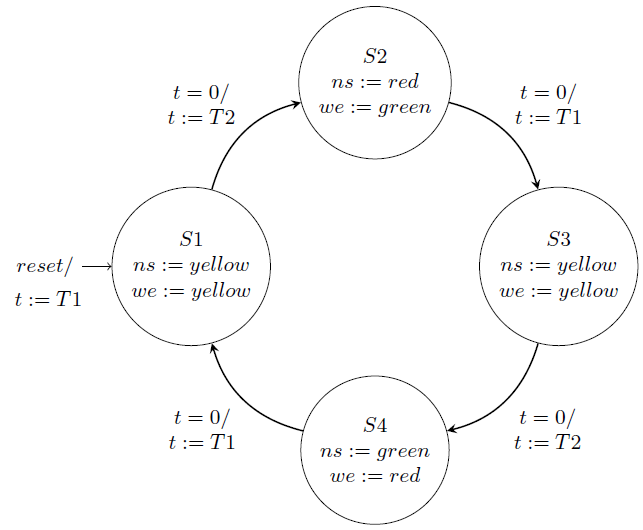 S2
ns := red
we := green
t = 0/
t := T2
t = 0/
t := T1
S1
ns := yellow
we := yellow
S3
ns := yellow
we := yellow
reset/
t := T1
S4
ns := green
we := red
t = 0/
t := T1
t = 0/
t := T2